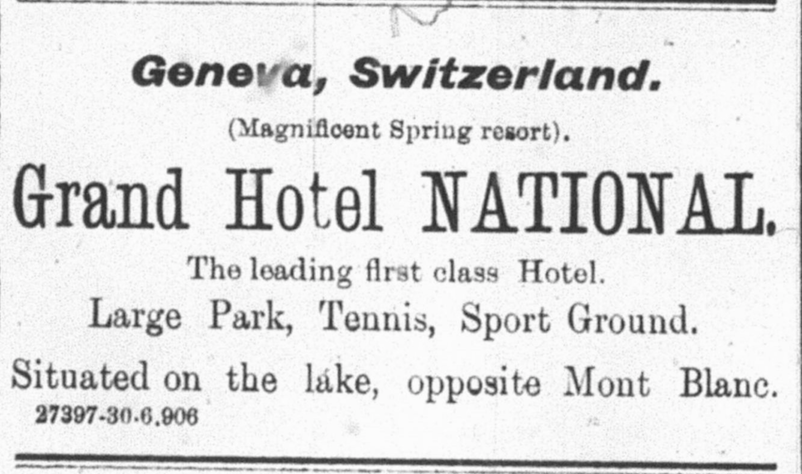 Geneva, Switzerland.
(Magnificent Spring resort).
Grand Hotel NATIONAL.
The leading first class Hotel.
Large Park, Tennis, Sport Ground.
Situated on the lake, opposite Mont Blanc.
27397-30.6.906